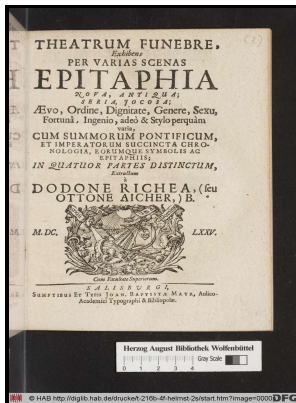 THEATRUM FUNEBRE,
Exhibens
PER VARIAS SCENAS
EPITAPHIA
NOVA, ANTIQUA;
SERIA, JOCOSA;
Ævo, Ordine, Dignitate, Genere, Sexu,
Fortunâ, Ingenio, adeò & Stylo perquàm
varia,
CUM SUMMORUM PONTIFICUM,
ET IMPERATORUM SUCCINCTA CHRO-
NOLOGIA, EORUMQUE SYMBOLIS AC
EPITAPHIIS;
IN QUATUOR PARTES DISTINCTUM,
Extructum
à
DODONE RICHEA, (seu
OTTONE AICHER,) B.
M. DC. LXXV.
Cum Facultate Superiorum.
SALISBURGI,
SUMPTIBUS ET TYPIS JOAN. BAPTISTÆ MAYR, Aulico-
Academici Typographi & Bibliopolæ.
Herzog August Bibliothek Wolfenbüttel
0 1 2 3 4 Gray Scale
© HAB http://diglib.hab.de/drucke/t-216b-4f-helmst-2s/start.htm?image=0000
DFG